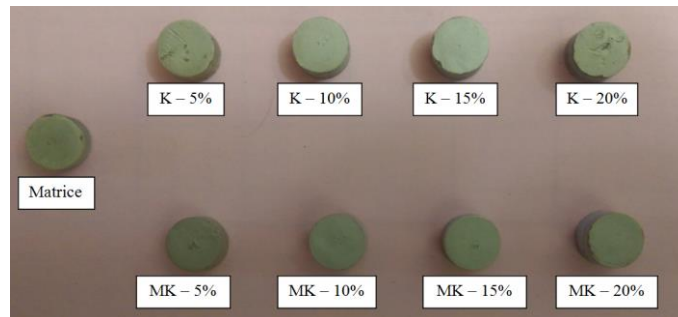 K – 5%
K – 10%
K – 15%
K – 20%
Matrice
MK – 5%
MK – 10%
MK – 15%
MK – 20%